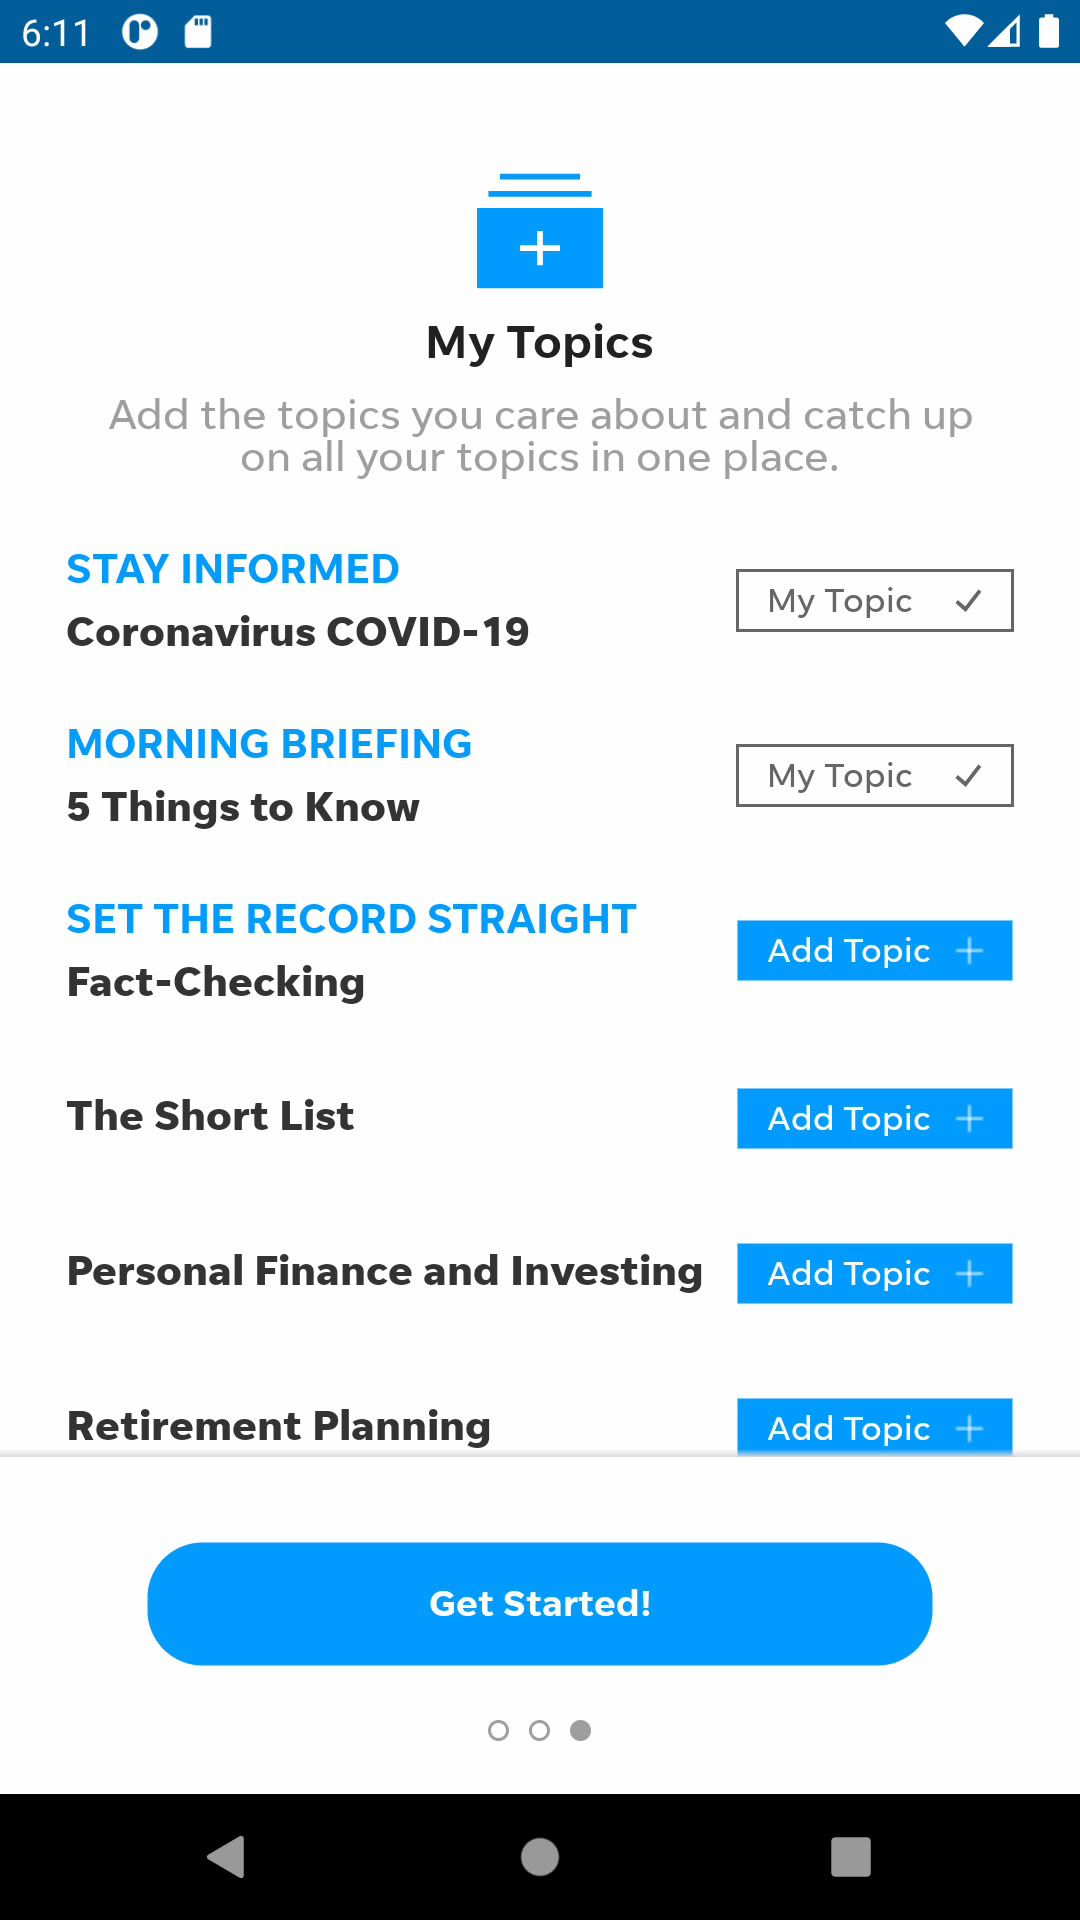 6:11
My Topics
Add the topics you care about and catch up
on all your topics in one place.
STAY INFORMED
Coronavirus COVID-19
My Topic
MORNING BRIEFING
5 Things to Know
My Topic
SET THE RECORD STRAIGHT
Fact-Checking
Add Topic
The Short List
Add Topic
Personal Finance and Investing
Add Topic
Retirement Planning
Add Topic
Get Started!